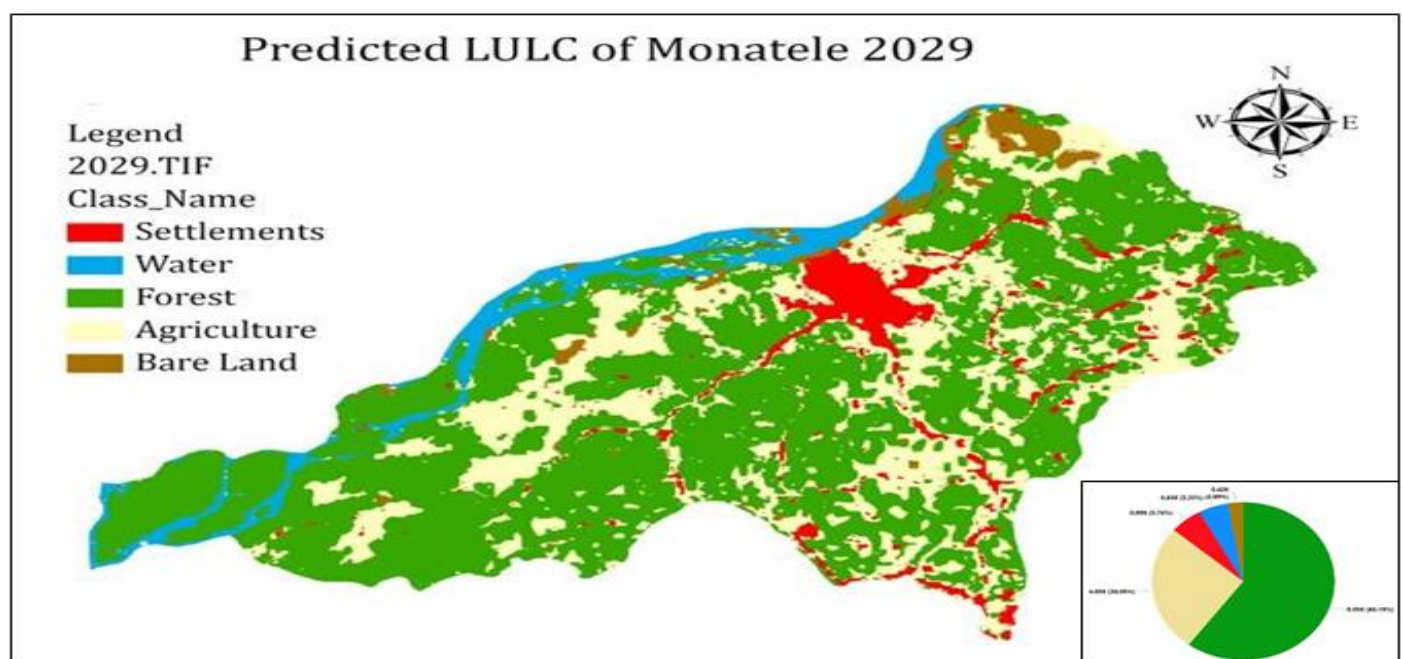 Predicted LULC of Monatele 2029
N
W
E
S
Legend
2029.TIF
Class_Name
Settlements
Water
Forest
Agriculture
Bare Land